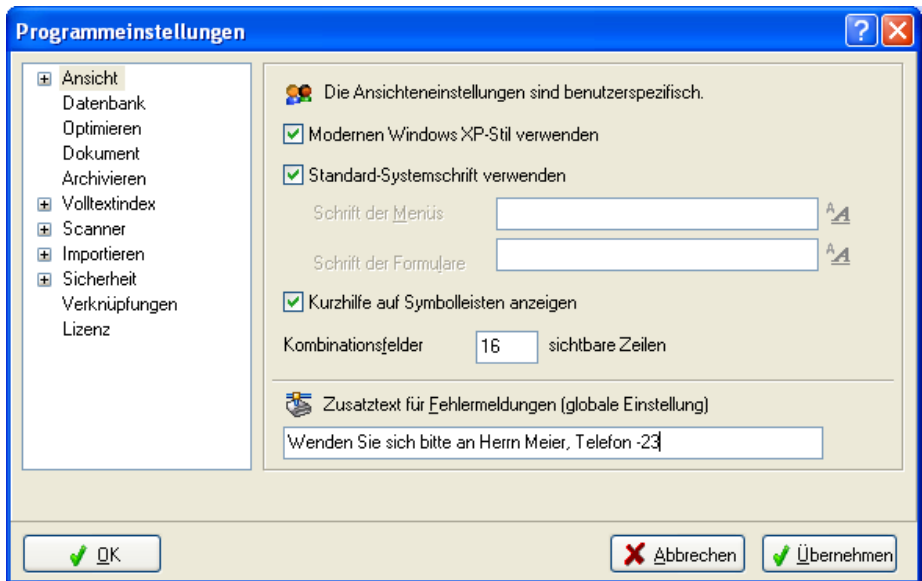 Programmeinstellungen
Ansicht
Datenbank
Optimieren
Dokument
Archivieren
Volltextindex
Scanner
Importieren
Sicherheit
Verknüpfungen
Lizenz
Die Ansichteneinstellungen sind benutzerspezifisch.
Modernen Windows XP-Stil verwenden
Standard-Systemschrift verwenden
Schrift der Menüs
Schrift der Formulare
Kurzhilfe auf Symbolleisten anzeigen
Kombinationsfelder 16 sichtbare Zeilen
Zusatztext für Fehlermeldungen (globale Einstellung)
Wenden Sie sich bitte an Herrn Meier, Telefon -23
OK Abbrechen Übernehmen